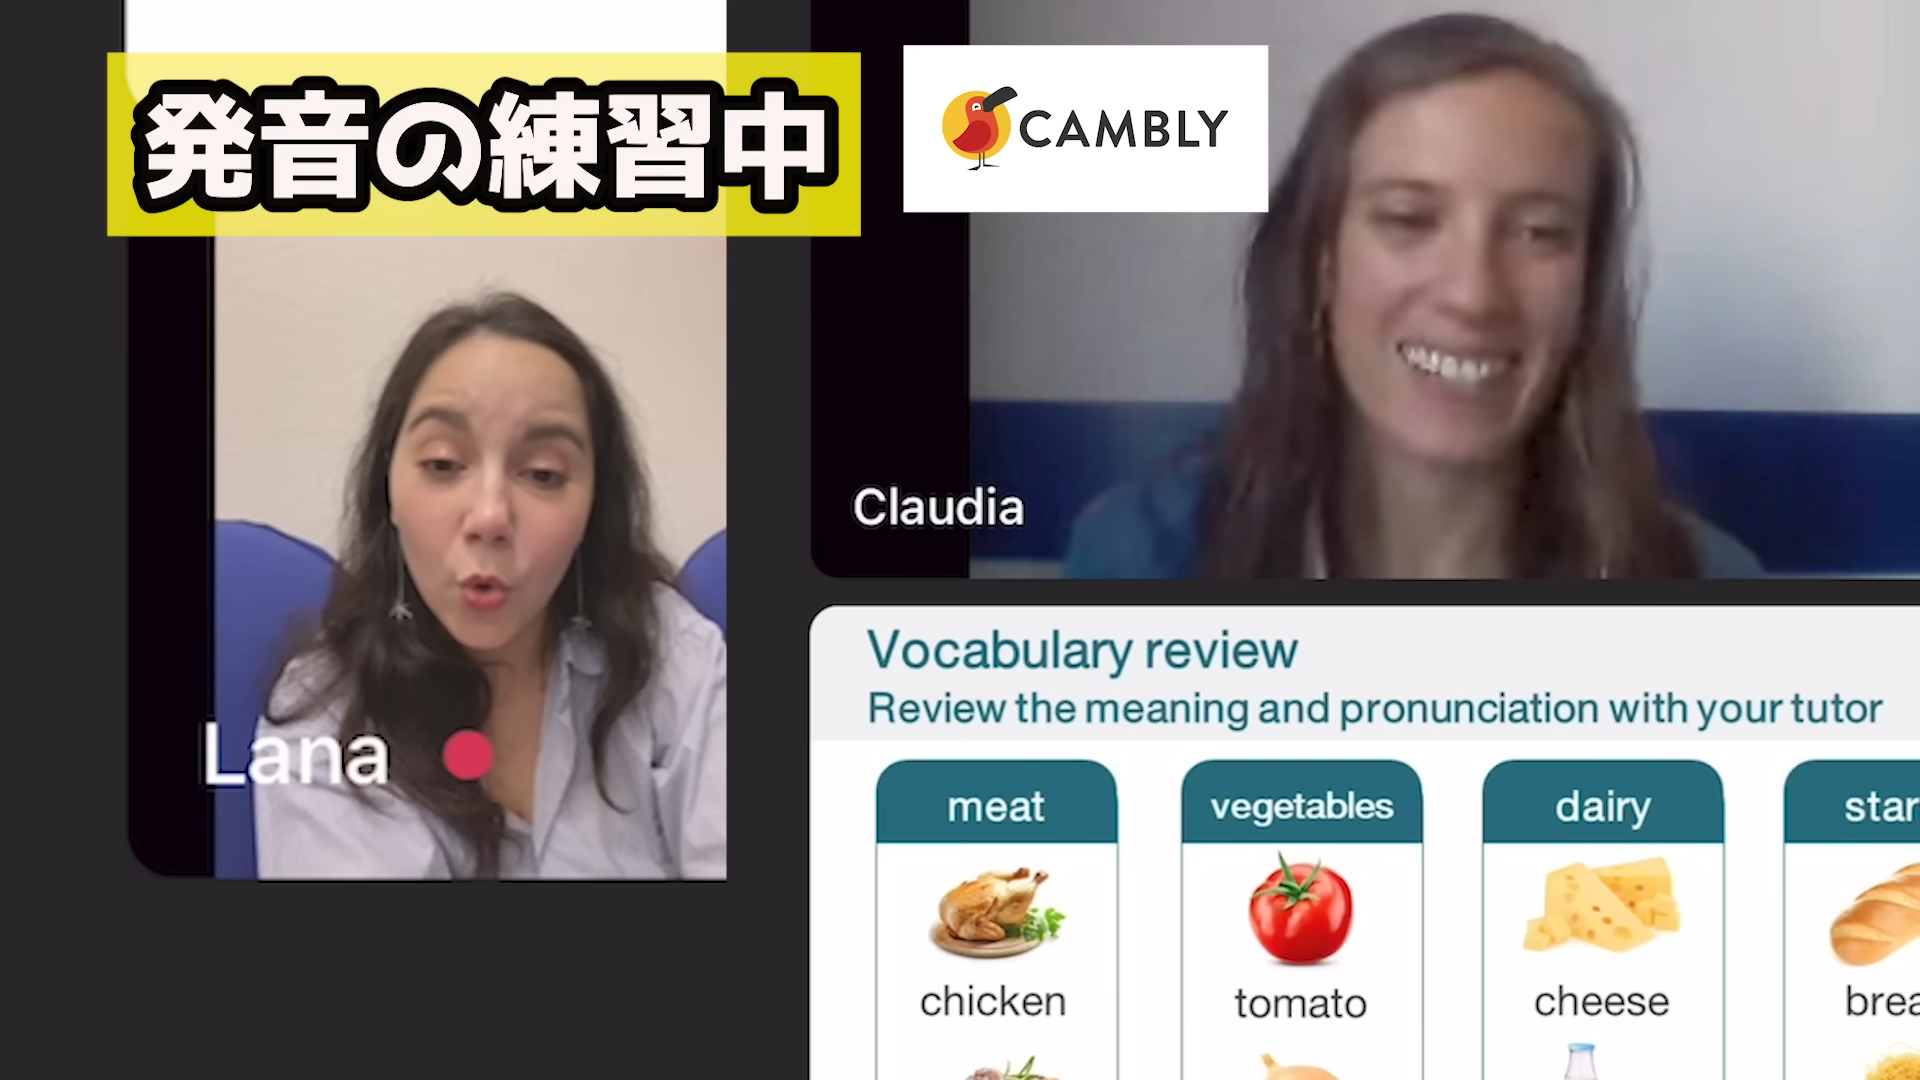 発音の練習中
CAMBLY
Claudia
Lana
Vocabulary review
Review the meaning and pronunciation with your tutor
meat
vegetables
dairy
chicken
tomato
cheese